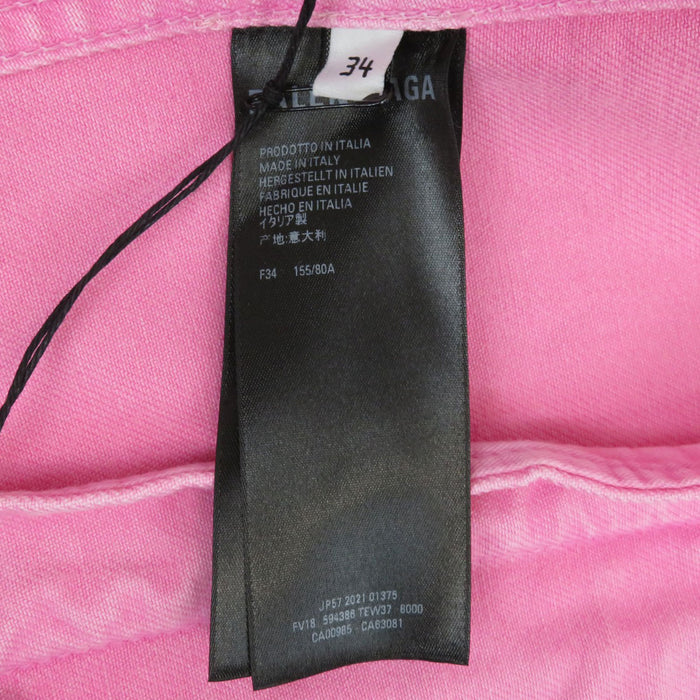 34
BALENCIAGA
PRODOTTO IN ITALIA
MADE IN ITALY
HERGESTELLT IN ITALIEN
FABRIQUE EN ITALIE
HECHO EN ITALIA
イタリア製
产地:意大利
F34 155/80A
JP57 2021 01375
FV18 594386 TEW37 6000
CA00985 - CA63081